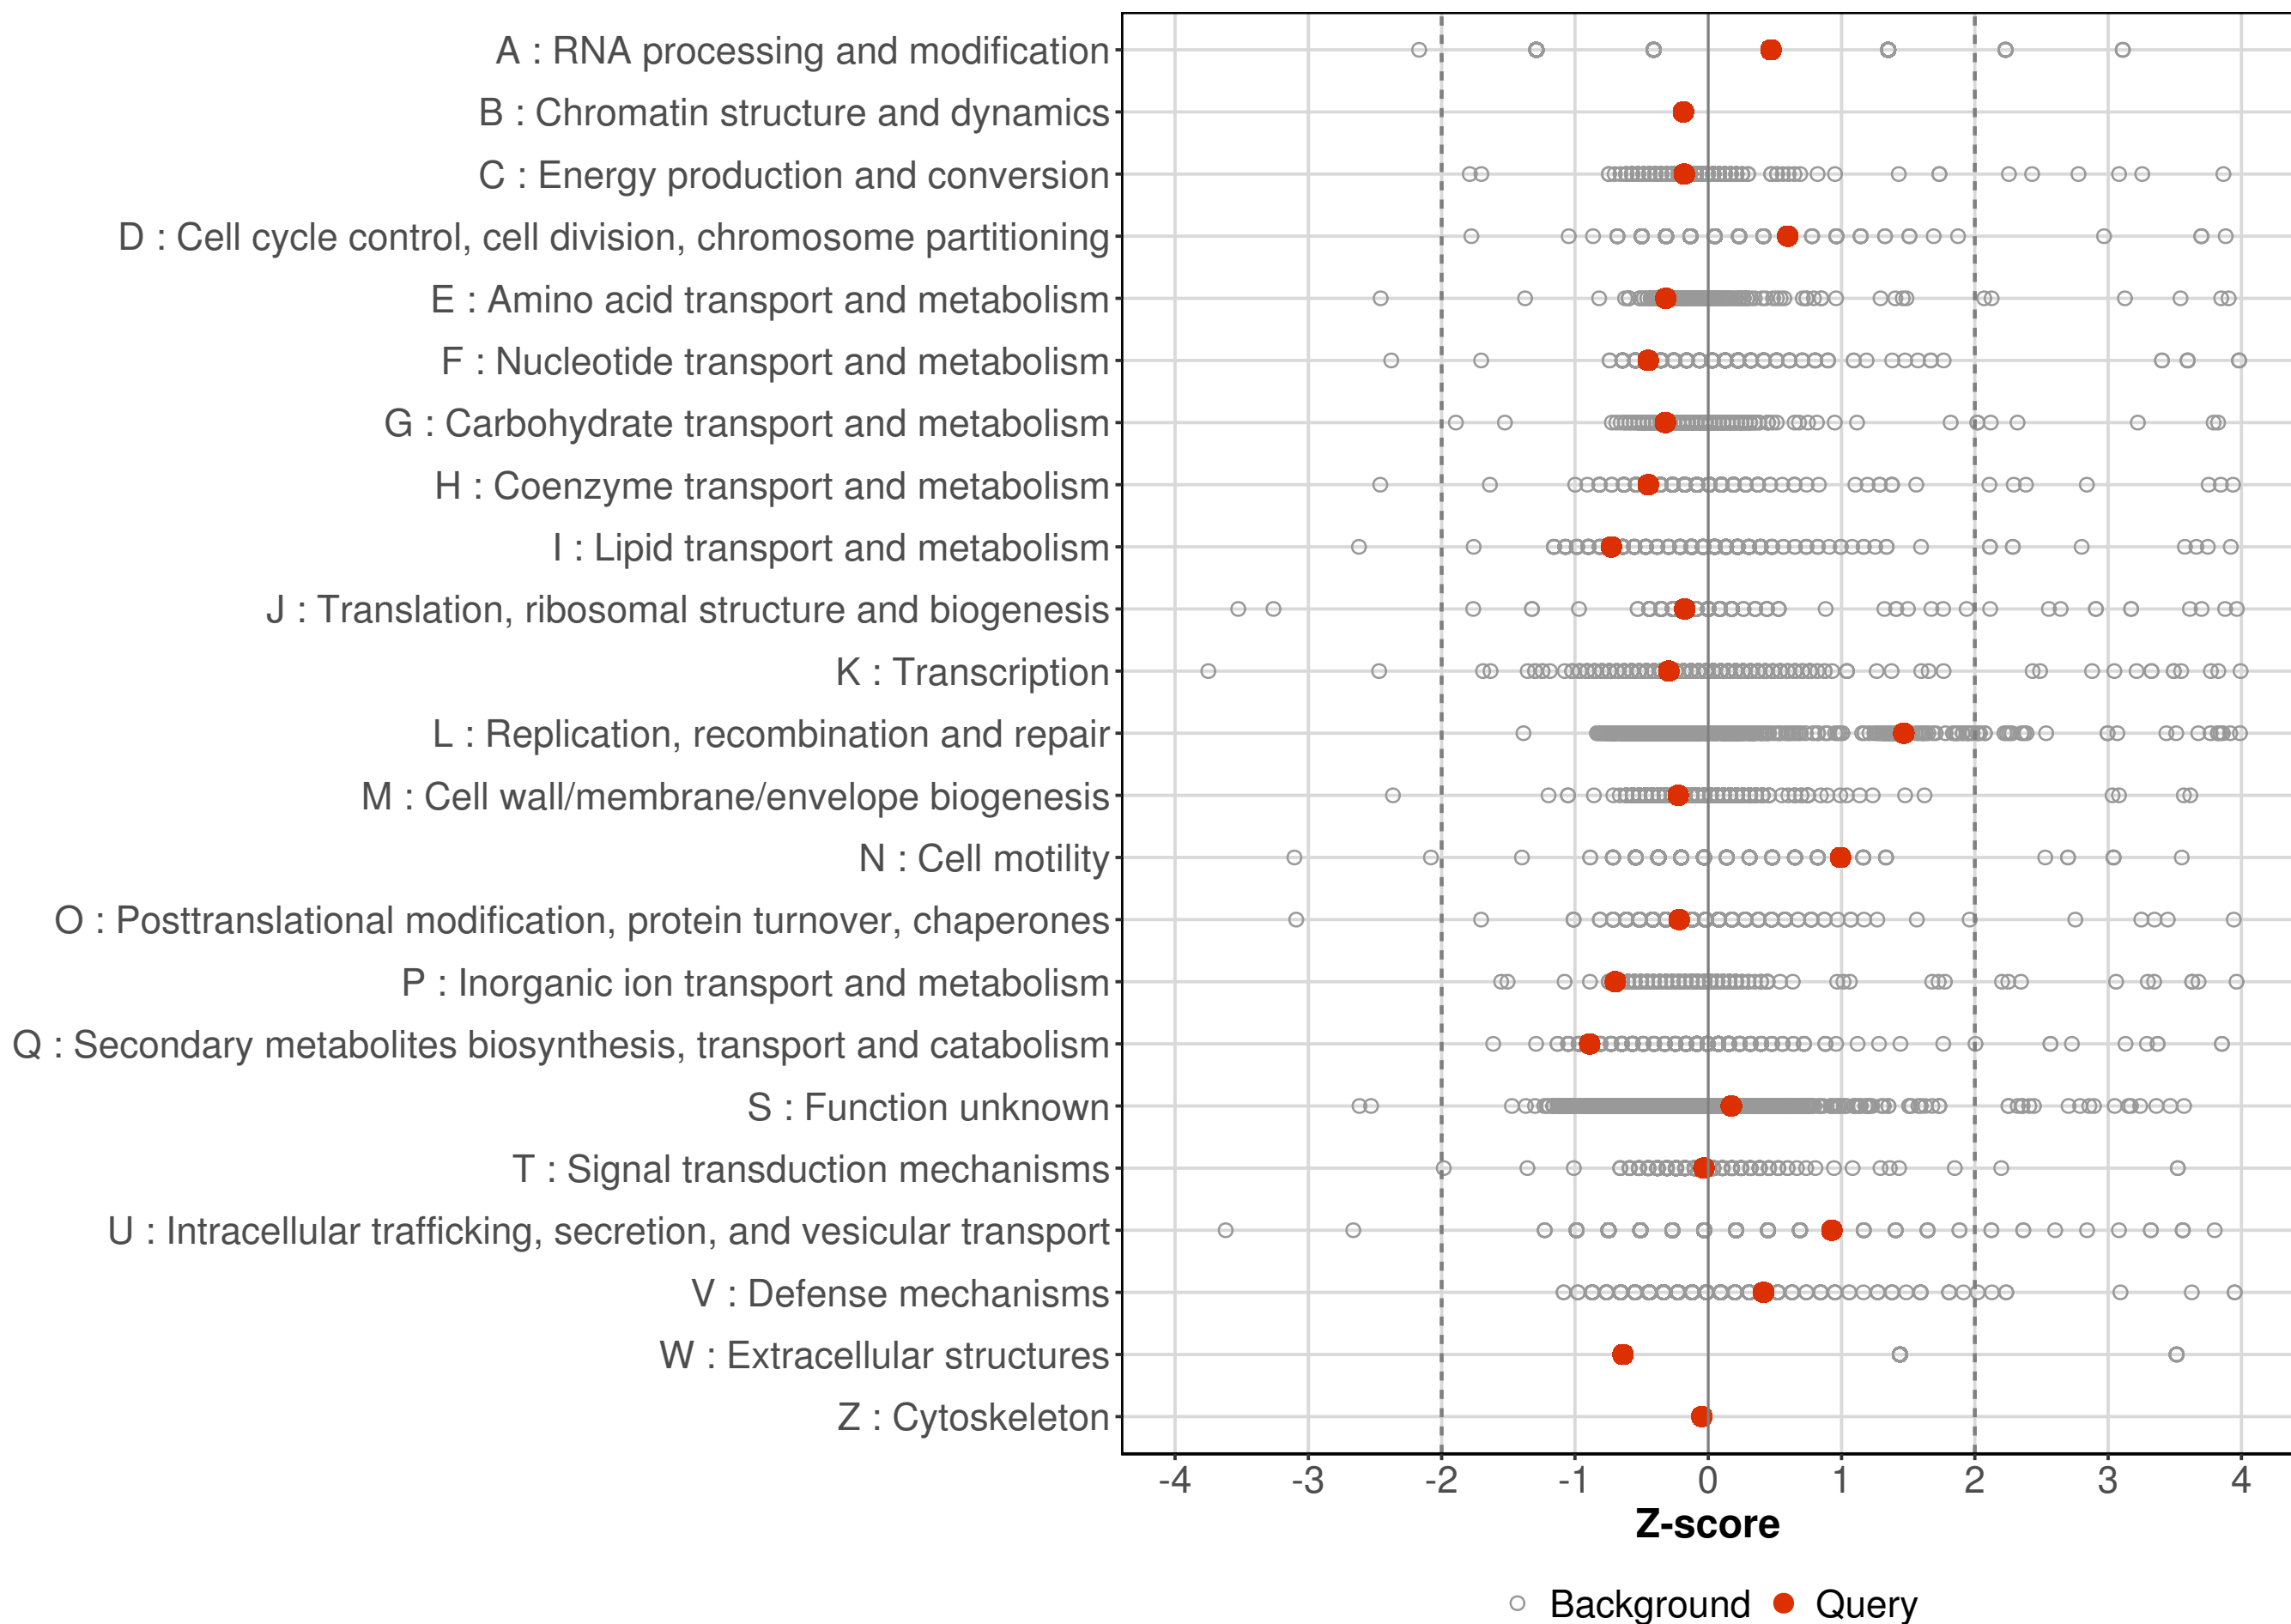 A : RNA processing and modification
B : Chromatin structure and dynamics
C : Energy production and conversion
D : Cell cycle control, cell division, chromosome partitioning
E : Amino acid transport and metabolism
F : Nucleotide transport and metabolism
G : Carbohydrate transport and metabolism
H : Coenzyme transport and metabolism
I : Lipid transport and metabolism
J : Translation, ribosomal structure and biogenesis
K : Transcription
L : Replication, recombination and repair
M : Cell wall/membrane/envelope biogenesis
N : Cell motility
O : Posttranslational modification, protein turnover, chaperones
P : Inorganic ion transport and metabolism
Q : Secondary metabolites biosynthesis, transport and catabolism
S : Function unknown
T : Signal transduction mechanisms
U : Intracellular trafficking, secretion, and vesicular transport
V : Defense mechanisms
W : Extracellular structures
Z : Cytoskeleton
-4 -3 -2 -1 0 1 2 3 4
Z-score
Background Query